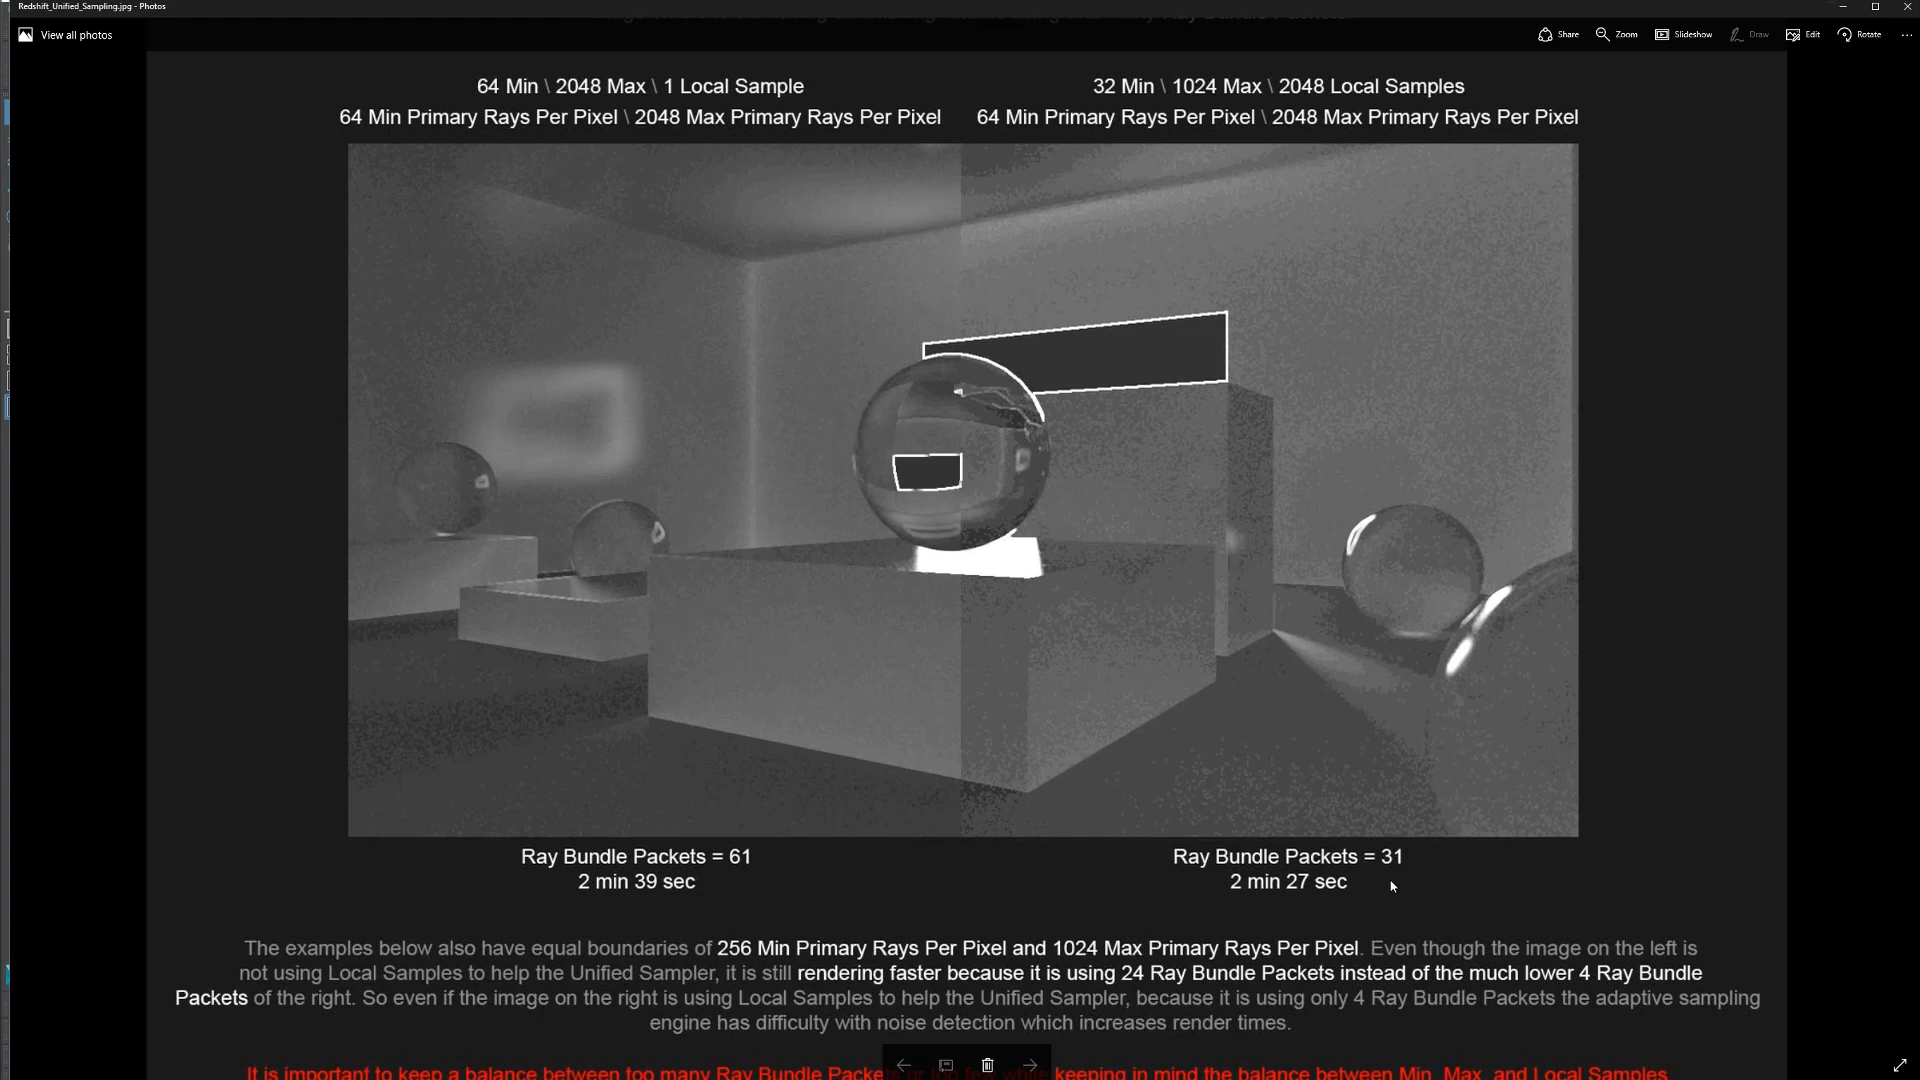 Redshift_Unified_Sampling.jpg - Photos
View all photos
Share Zoom Slideshow Draw Edit Rotate
64 Min \ 2048 Max \ 1 Local Sample
64 Min Primary Rays Per Pixel \ 2048 Max Primary Rays Per Pixel
32 Min \ 1024 Max \ 2048 Local Samples
64 Min Primary Rays Per Pixel \ 2048 Max Primary Rays Per Pixel
Ray Bundle Packets = 61
2 min 39 sec
Ray Bundle Packets = 31
2 min 27 sec
The examples below also have equal boundaries of 256 Min Primary Rays Per Pixel and 1024 Max Primary Rays Per Pixel. Even though the image on the left is
not using Local Samples to help the Unified Sampler, it is still rendering faster because it is using 24 Ray Bundle Packets instead of the much lower 4 Ray Bundle
Packets of the right. So even if the image on the right is using Local Samples to help the Unified Sampler, because it is using only 4 Ray Bundle Packets the adaptive sampling
engine has difficulty with noise detection which increases render times.
It is important to keep a balance between too many Ray Bundle Packets keeping in mind the balance between Min, Max, and Local Samples